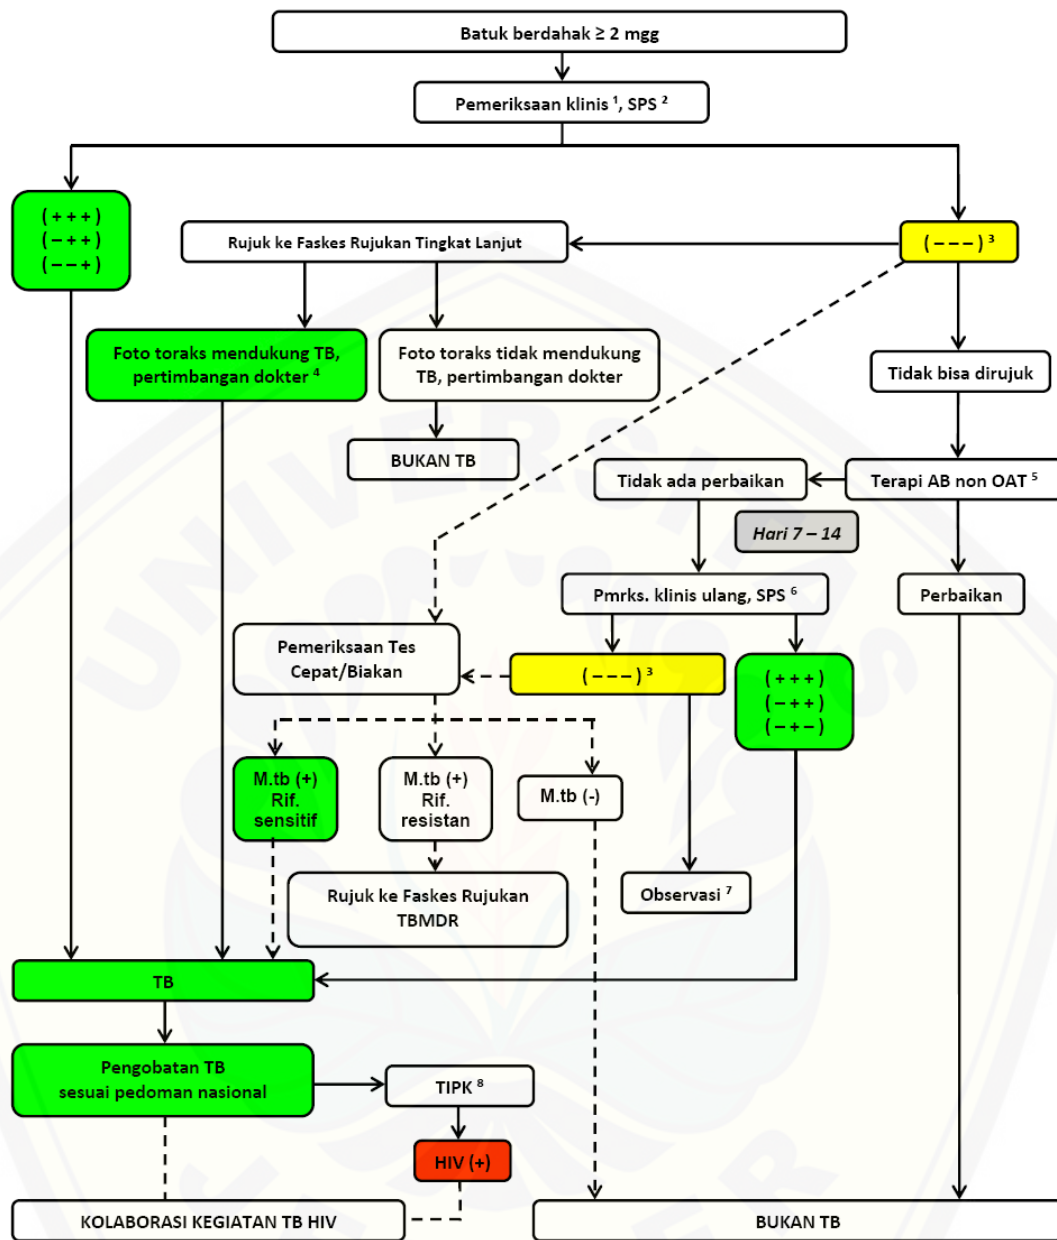 Batuk berdahak ≥ 2 mgg
Pemeriksaan klinis ¹, SPS ²
( + + + )
( – + + )
( – – + )
Rujuk ke Faskes Rujukan Tingkat Lanjut
( – – – ) ³
Foto toraks mendukung TB,
pertimbangan dokter ⁴
Foto toraks tidak mendukung
TB, pertimbangan dokter
Tidak bisa dirujuk
BUKAN TB
Tidak ada perbaikan
Terapi AB non OAT ⁵
Hari 7 – 14
Pmrks. klinis ulang, SPS ⁶
Perbaikan
Pemeriksaan Tes
Cepat/Biakan
( – – – ) ³
( + + + )
( – + + )
( – + – )
M.tb (+)
Rif.
sensitif
M.tb (+)
Rif.
resistan
M.tb (-)
Rujuk ke Faskes Rujukan
TBMDR
Observasi ⁷
TB
Pengobatan TB
sesuai pedoman nasional
TIPK ⁸
HIV (+)
KOLABORASI KEGIATAN TB HIV
BUKAN TB
UNIVERSITAS